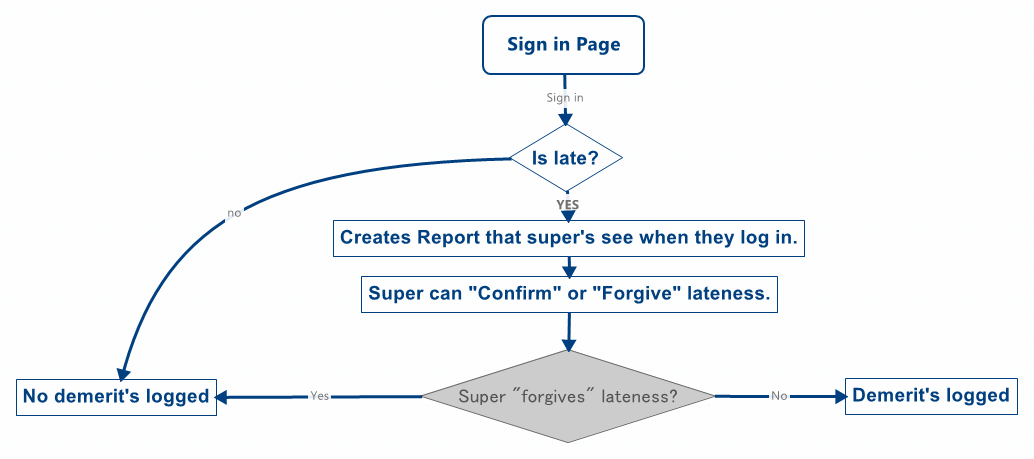 Sign in Page
Sign in
Is late?
no
YES
Creates Report that super's see when they log in.
Super can "Confirm" or "Forgive" lateness.
No demerit's logged
Yes
Super "forgives" lateness?
No
Demerit's logged